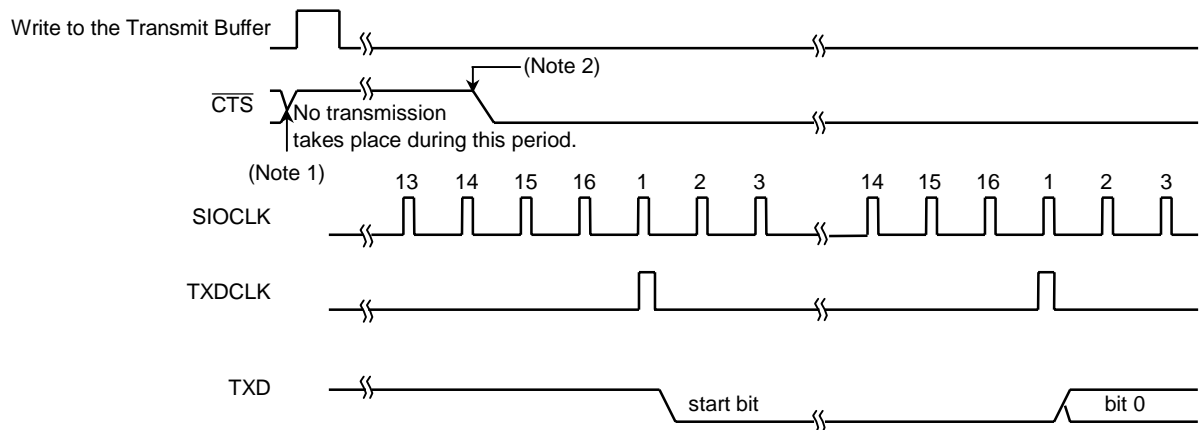 Write to the Transmit Buffer
(Note 2)
CTS
No transmission
takes place during this period.
(Note 1)
13 14 15 16 1 2 3 14 15 16 1 2 3
SIOCLK
TXDCLK
TXD
start bit
bit 0